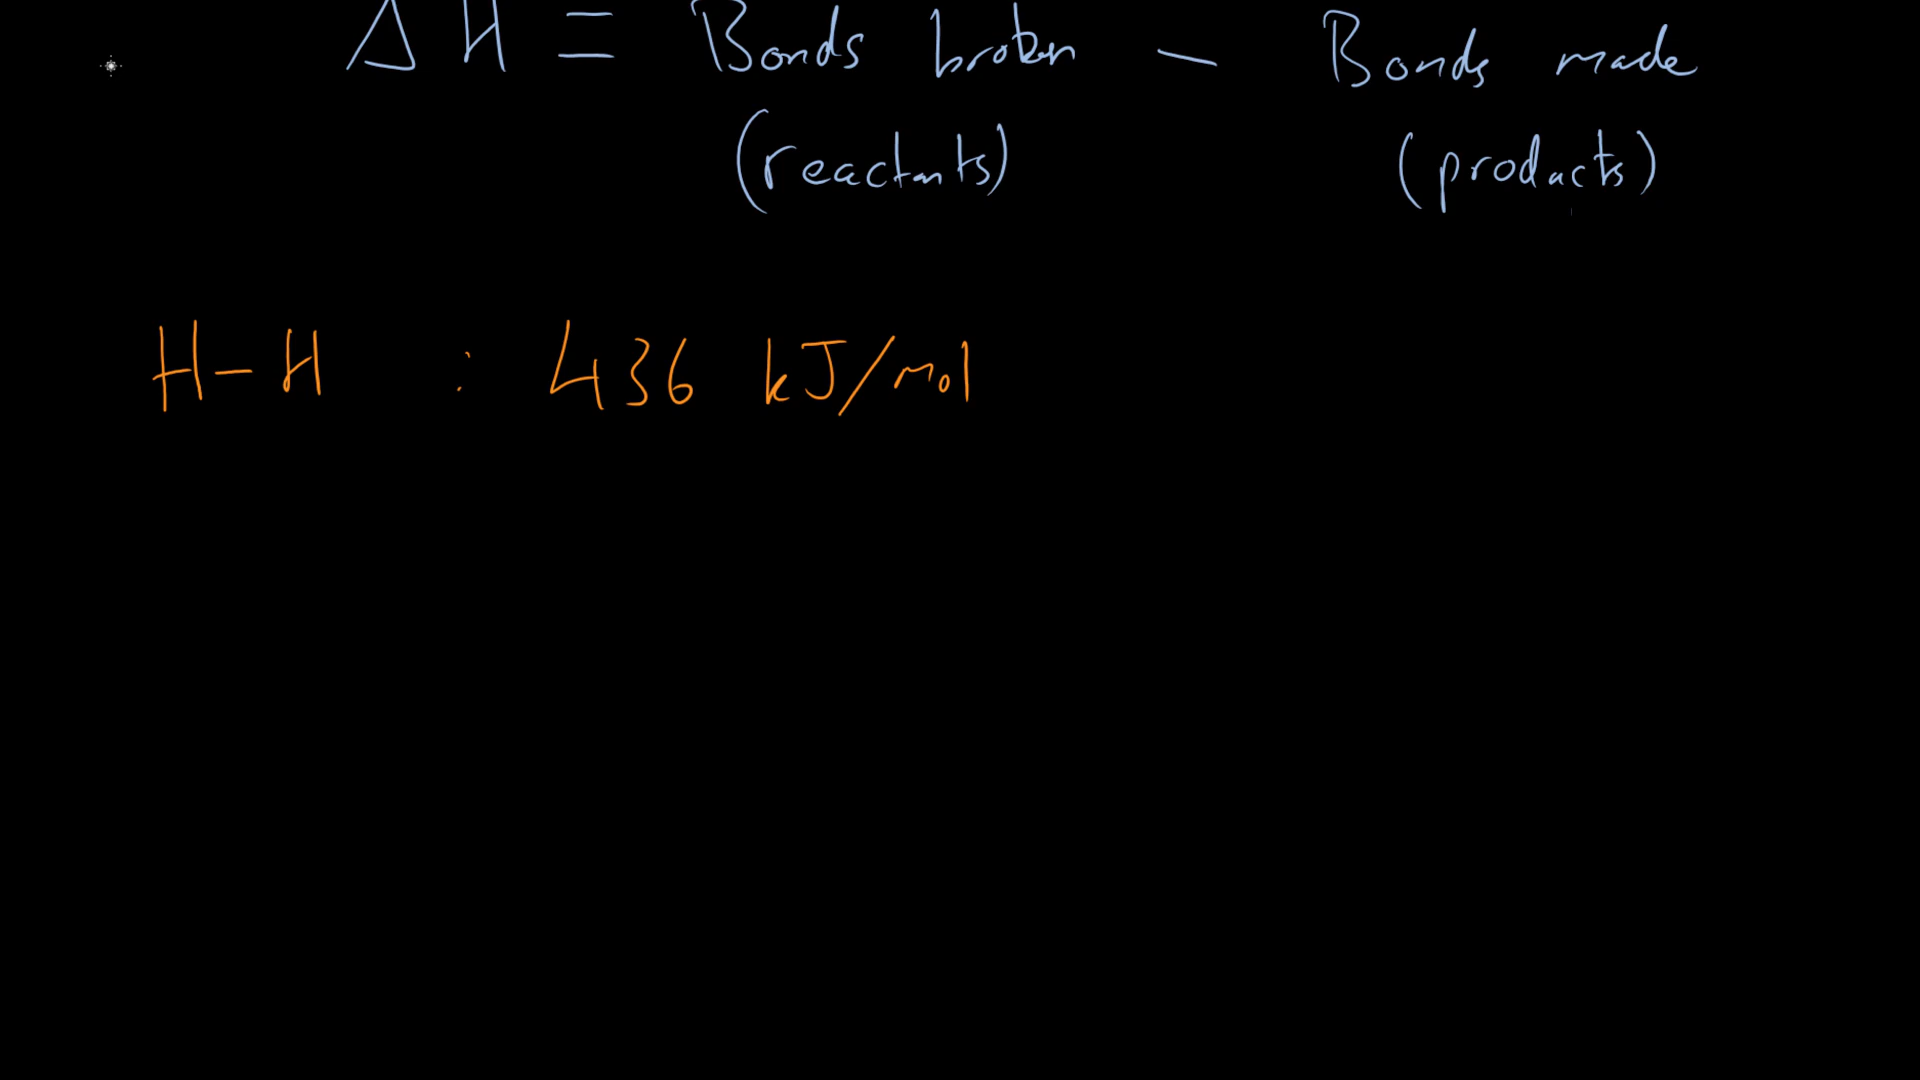 ΔH = Bonds broken - Bonds made
(reactants) (products)
H-H : 436 kJ/mol